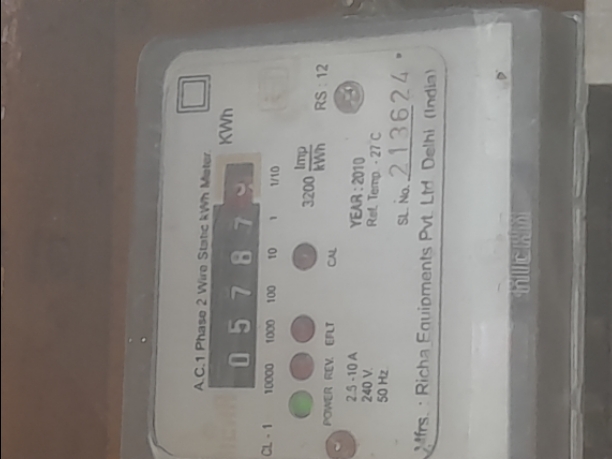 A.C.1 Phase 2 Wire Static kWh Meter
0 5 7 8 7
KWh
CL - 1
10000 1000 100 10 1 1/10
POWER REV. EFLT CAL
3200 Imp
kWh
RS : 12
2.5 - 10 A
240 V.
50 Hz
YEAR : 2010
Ref. Temp. - 27°C
SL. No. 213624
Mfrs. : Richa Equipments Pvt. Ltd. Delhi (India)